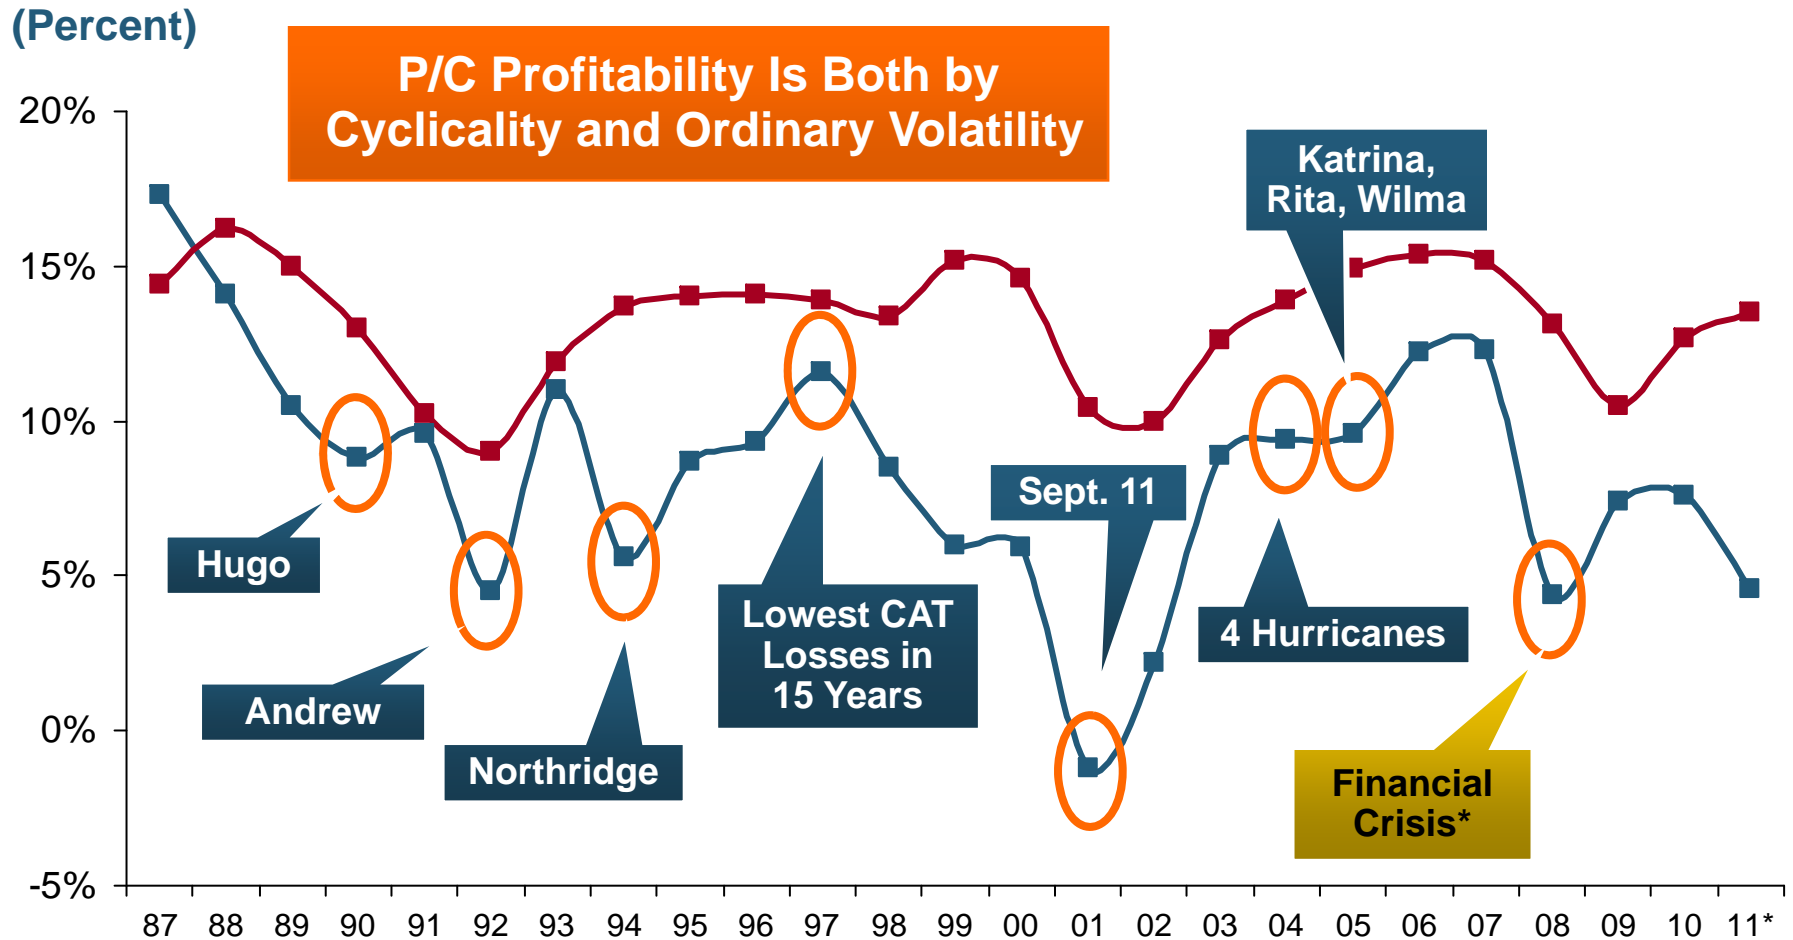 (Percent)
P/C Profitability Is Both by
Cyclicality and Ordinary Volatility
20%
15%
10%
5%
0%
-5%
Katrina,
Rita, Wilma
Sept. 11
Hugo
Lowest CAT
Losses in
15 Years
4 Hurricanes
Andrew
Northridge
Financial
Crisis*
87 88 89 90 91 92 93 94 95 96 97 98 99 00 01 02 03 04 05 06 07 08 09 10 11*